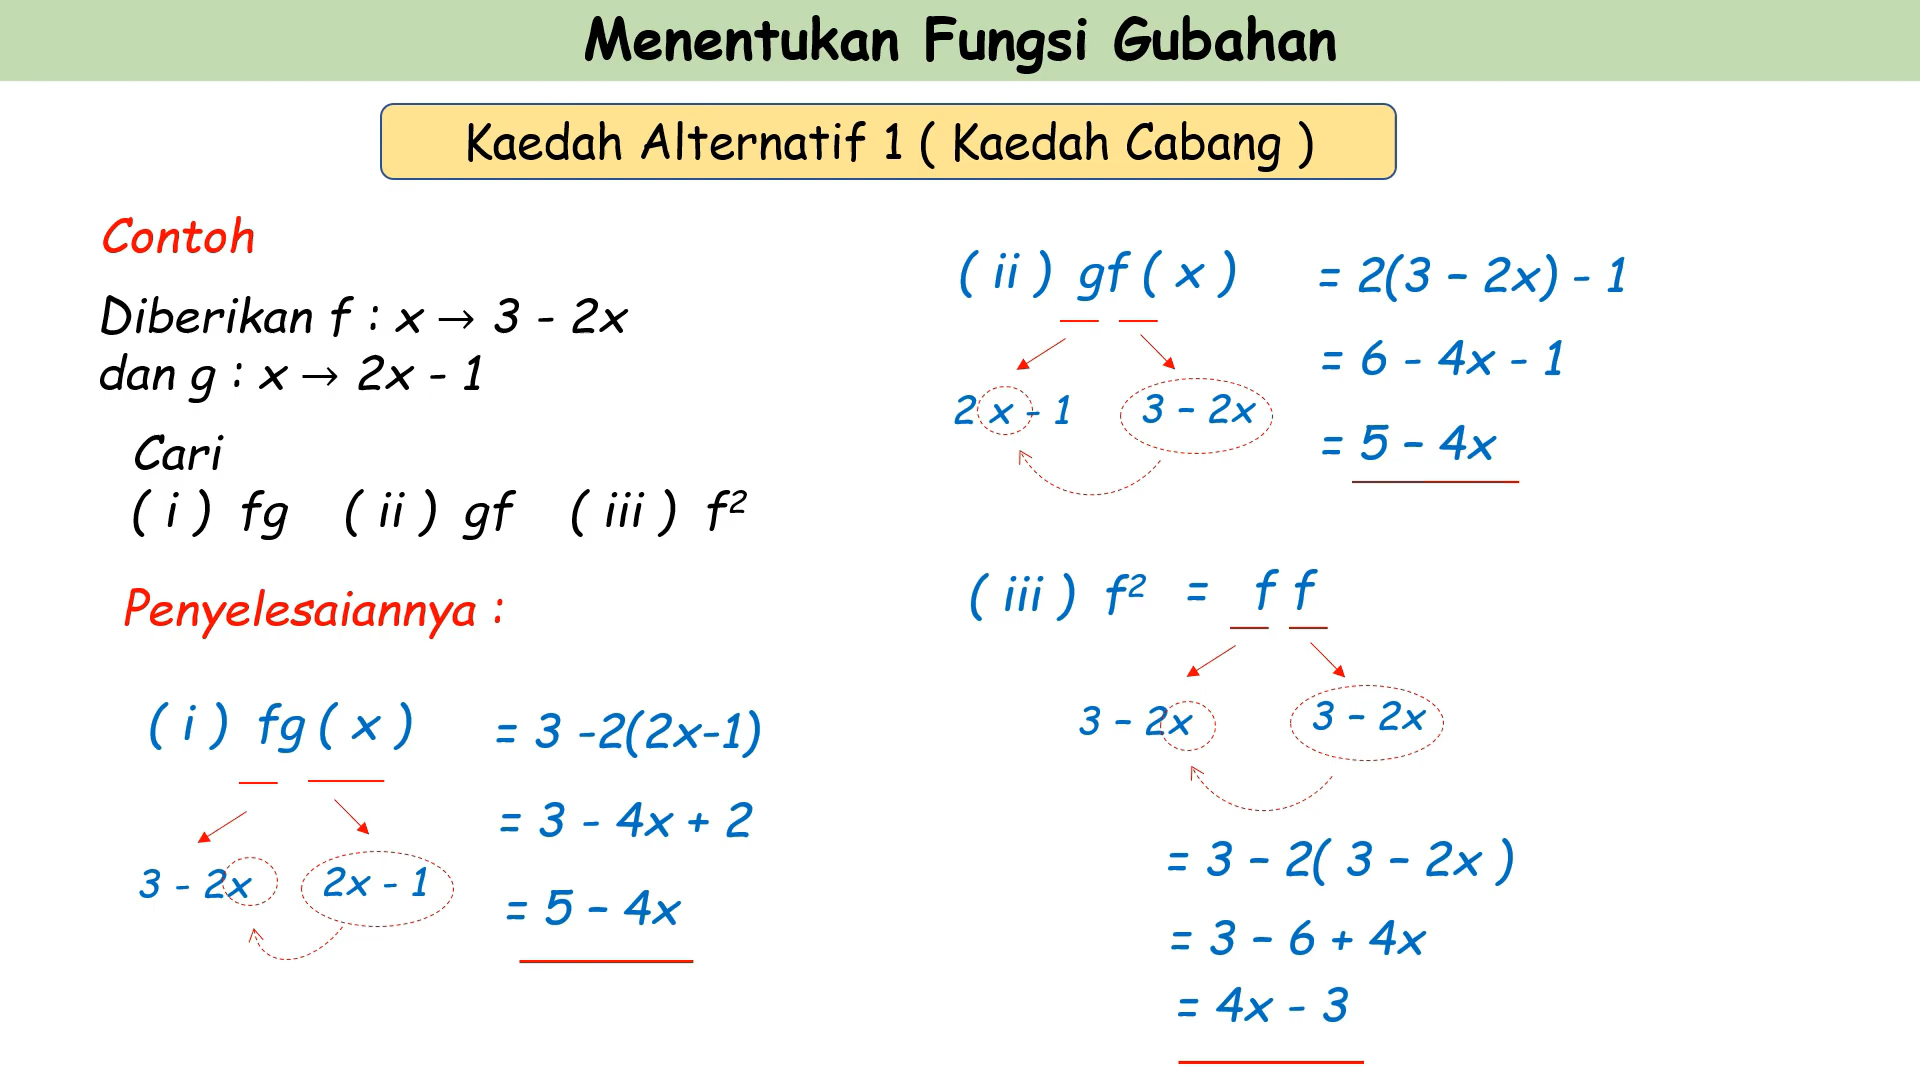 Menentukan Fungsi Gubahan
Kaedah Alternatif 1 ( Kaedah Cabang )
Contoh
Diberikan f : x → 3 - 2x
dan g : x → 2x - 1
Cari
( i ) fg ( ii ) gf ( iii ) f²
Penyelesaiannya :
( i ) fg ( x ) = 3 -2(2x-1)
= 3 - 4x + 2
3 - 2x 2x - 1
= 5 – 4x
( ii ) gf ( x ) = 2(3 – 2x) - 1
= 6 - 4x - 1
2 x - 1 3 – 2x
= 5 – 4x
( iii ) f² = f f
3 – 2x 3 – 2x
= 3 – 2( 3 – 2x )
= 3 – 6 + 4x
= 4x - 3